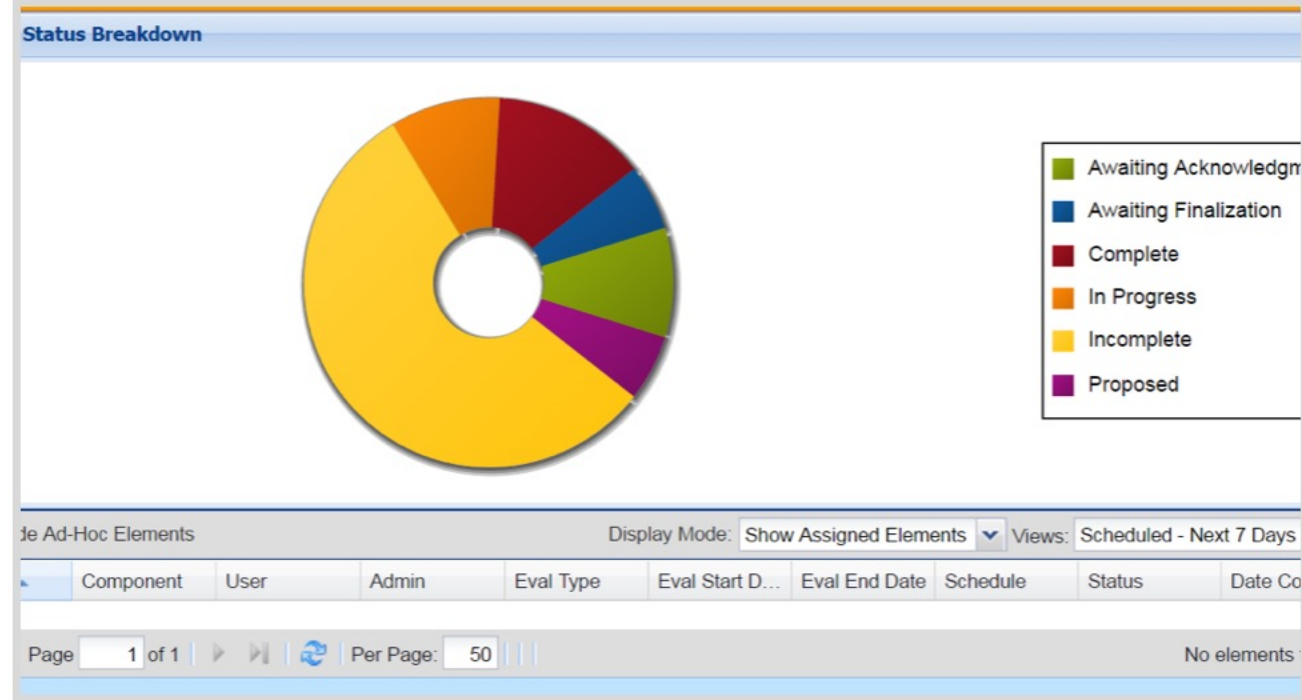 Status Breakdown
Awaiting Acknowledgm
Awaiting Finalization
Complete
In Progress
Incomplete
Proposed
de Ad-Hoc Elements Display Mode: Show Assigned Elements Views: Scheduled - Next 7 Days
Component User Admin Eval Type Eval Start D... Eval End Date Schedule Status Date Co
Page 1 of 1 Per Page: 50 No elements